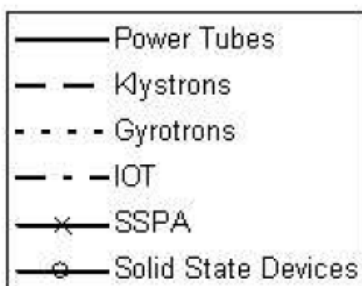 Power Tubes
Klystrons
Gyrotrons
IOT
SSPA
Solid State Devices